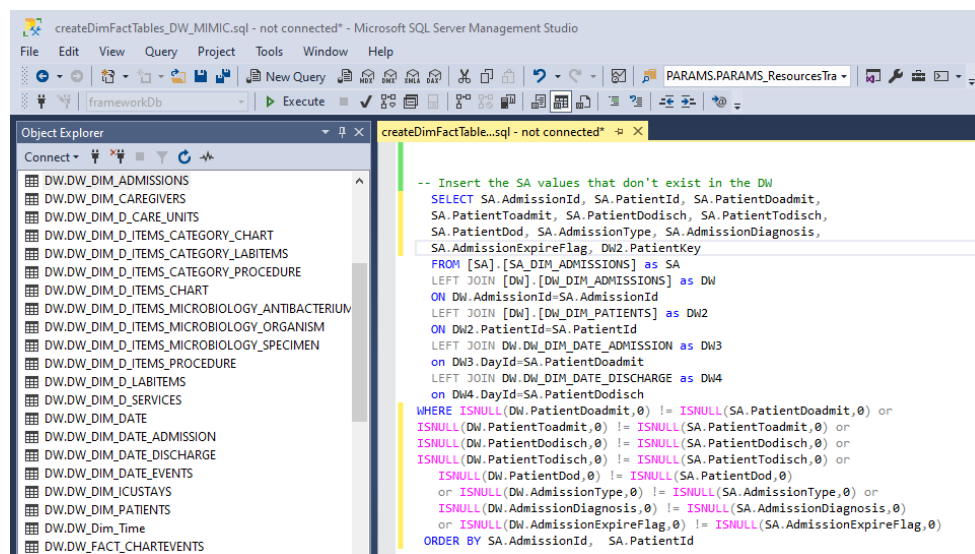 createDimFactTables_DW_MIMIC.sql - not connected* - Microsoft SQL Server Management Studio
File Edit View Query Project Tools Window Help
New Query MDX DMX XMLA DAX PARAMS.PARAMS_ResourcesTra
frameworkDb Execute
Object Explorer
createDimFactTable...sql - not connected*
Connect
DW.DW_DIM_ADMISSIONS
DW.DW_DIM_CAREGIVERS
DW.DW_DIM_D_CARE_UNITS
DW.DW_DIM_D_ITEMS_CATEGORY_CHART
DW.DW_DIM_D_ITEMS_CATEGORY_LABITEMS
DW.DW_DIM_D_ITEMS_CATEGORY_PROCEDURE
DW.DW_DIM_D_ITEMS_CHART
DW.DW_DIM_D_ITEMS_MICROBIOLOGY_ANTIBACTERIUM
DW.DW_DIM_D_ITEMS_MICROBIOLOGY_ORGANISM
DW.DW_DIM_D_ITEMS_MICROBIOLOGY_SPECIMEN
DW.DW_DIM_D_ITEMS_PROCEDURE
DW.DW_DIM_D_LABITEMS
DW.DW_DIM_D_SERVICES
DW.DW_DIM_DATE
DW.DW_DIM_DATE_ADMISSION
DW.DW_DIM_DATE_DISCHARGE
DW.DW_DIM_DATE_EVENTS
DW.DW_DIM_ICUSTAYS
DW.DW_DIM_PATIENTS
DW.DW_Dim_Time
DW.DW_FACT_CHARTEVENTS
-- Insert the SA values that don't exist in the DW
SELECT SA.AdmissionId, SA.PatientId, SA.PatientDoadmit,
SA.PatientToadmit, SA.PatientDodisch, SA.PatientTodisch,
SA.PatientDod, SA.AdmissionType, SA.AdmissionDiagnosis,
SA.AdmissionExpireFlag, DW2.PatientKey
FROM [SA].[SA_DIM_ADMISSIONS] as SA
LEFT JOIN [DW].[DW_DIM_ADMISSIONS] as DW
ON DW.AdmissionId=SA.AdmissionId
LEFT JOIN [DW].[DW_DIM_PATIENTS] as DW2
ON DW2.PatientId=SA.PatientId
LEFT JOIN DW.DW_DIM_DATE_ADMISSION as DW3
on DW3.DayId=SA.PatientDoadmit
LEFT JOIN DW.DW_DIM_DATE_DISCHARGE as DW4
on DW4.DayId=SA.PatientDodisch
WHERE ISNULL(DW.PatientDoadmit,0) != ISNULL(SA.PatientDoadmit,0) or
ISNULL(DW.PatientToadmit,0) != ISNULL(SA.PatientToadmit,0) or
ISNULL(DW.PatientDodisch,0) != ISNULL(SA.PatientDodisch,0) or
ISNULL(DW.PatientTodisch,0) != ISNULL(SA.PatientTodisch,0) or
ISNULL(DW.PatientDod,0) != ISNULL(SA.PatientDod,0)
or ISNULL(DW.AdmissionType,0) != ISNULL(SA.AdmissionType,0) or
ISNULL(DW.AdmissionDiagnosis,0) != ISNULL(SA.AdmissionDiagnosis,0)
or ISNULL(DW.AdmissionExpireFlag,0) != ISNULL(SA.AdmissionExpireFlag,0)
ORDER BY SA.AdmissionId, SA.PatientId